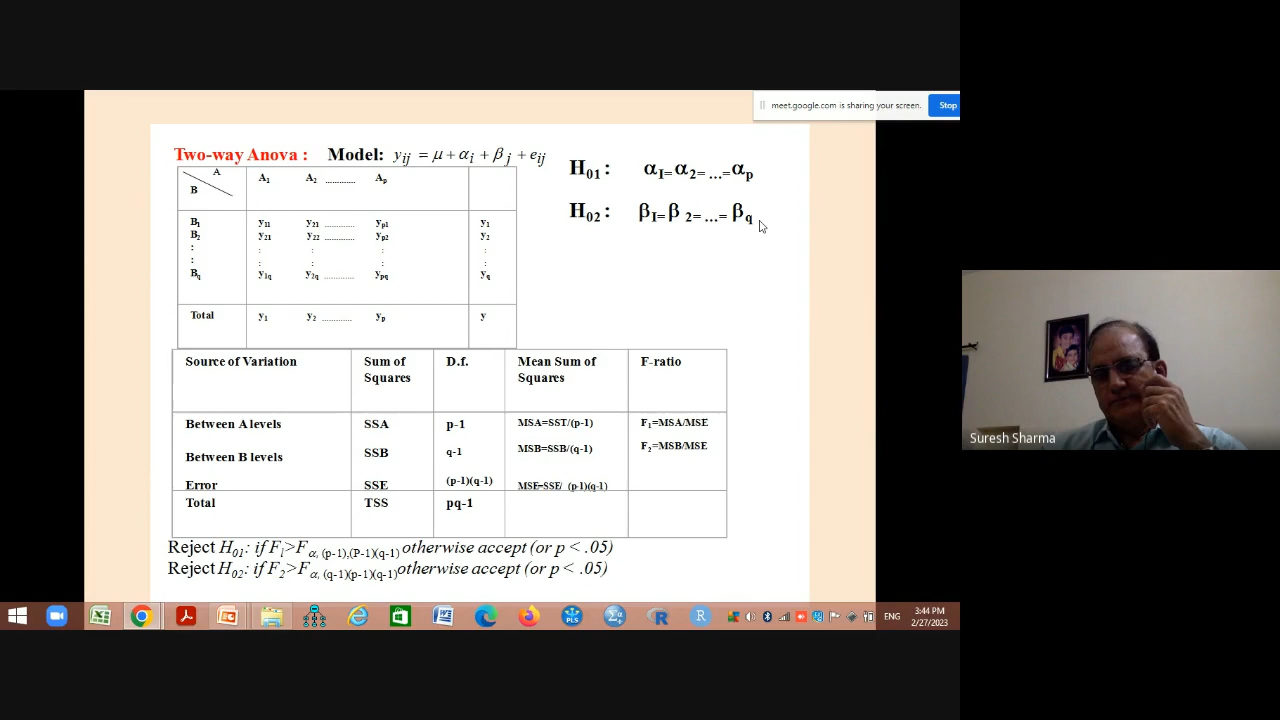 meet.google.com is sharing your screen. Stop
Two-way Anova : Model: yij = μ + αi + βj + eij
H01 : αI= α2= ...= αp
H02 : βI= β 2= ...= βq
A
B
A1 A2 ............ Ap
B1 y11 y21 ............ yp1 y1
B2 y21 y22 ............ yp2 y2
: : : : :
: : : : :
Bq y1q y2q ............ ypq yq
Total y1 y2 ............ yp y
Source of Variation Sum of Squares D.f. Mean Sum of Squares F-ratio
Between A levels SSA p-1 MSA=SST/(p-1) F1=MSA/MSE
Between B levels SSB q-1 MSB=SSB/(q-1) F2=MSB/MSE
Error SSE (p-1)(q-1) MSE=SSE/ (p-1)(q-1)
Total TSS pq-1
Reject H01: if F1>Fα, (p-1),(P-1)(q-1) otherwise accept (or p < .05)
Reject H02: if F2>Fα, (q-1)(p-1)(q-1) otherwise accept (or p < .05)
Suresh Sharma
PLS
R
R
ENG
3:44 PM
2/27/2023